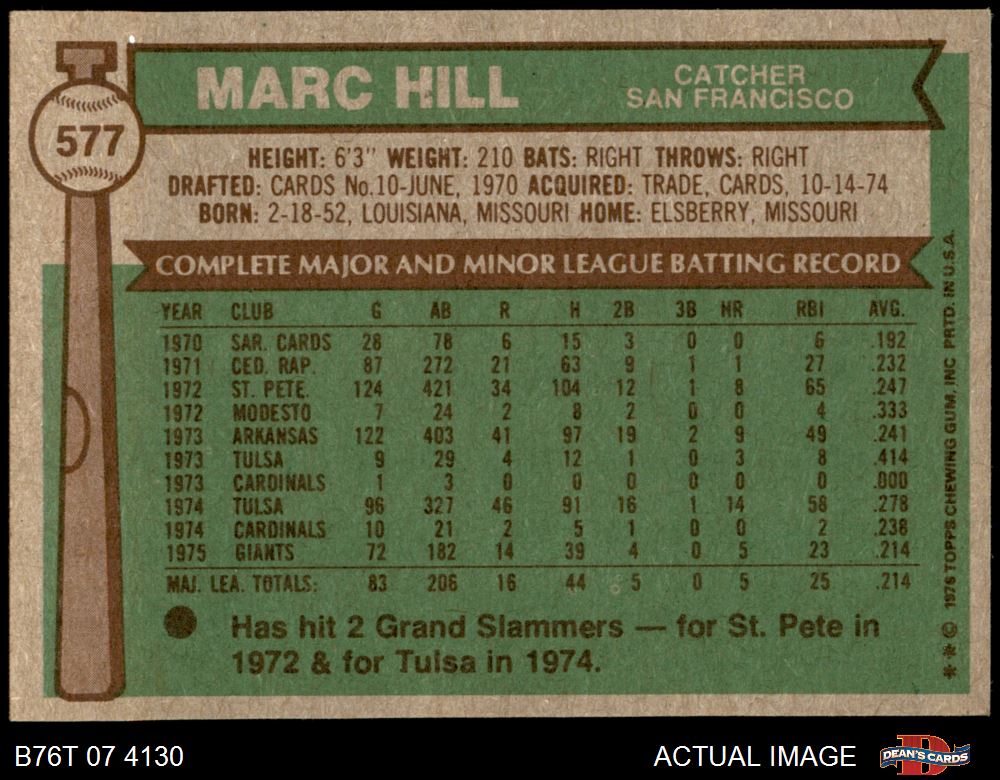 577
MARC HILL
CATCHER
SAN FRANCISCO
HEIGHT: 6'3" WEIGHT: 210 BATS: RIGHT THROWS: RIGHT
DRAFTED: CARDS No.10-JUNE, 1970 ACQUIRED: TRADE, CARDS, 10-14-74
BORN: 2-18-52, LOUISIANA, MISSOURI HOME: ELSBERRY, MISSOURI
COMPLETE MAJOR AND MINOR LEAGUE BATTING RECORD
YEAR CLUB G AB R H 2B 3B HR RBI AVG.
1970 SAR. CARDS 28 78 6 15 3 0 0 6 .192
1971 CED. RAP. 87 272 21 63 9 1 1 27 .232
1972 ST. PETE. 124 421 34 104 12 1 8 65 .247
1972 MODESTO 7 24 2 8 2 0 0 4 .333
1973 ARKANSAS 122 403 41 97 19 2 9 49 .241
1973 TULSA 9 29 4 12 1 0 3 8 .414
1973 CARDINALS 1 3 0 0 0 0 0 0 .000
1974 TULSA 96 327 46 91 16 1 14 58 .278
1974 CARDINALS 10 21 2 5 1 0 0 2 .238
1975 GIANTS 72 182 14 39 4 0 5 23 .214
MAJ. LEA. TOTALS: 83 206 16 44 5 0 5 25 .214
Has hit 2 Grand Slammers — for St. Pete in
1972 & for Tulsa in 1974.
** © 1976 TOPPS CHEWING GUM, INC PRTD. IN U.S.A.
B76T 07 4130
ACTUAL IMAGE
DEAN'S CARDS